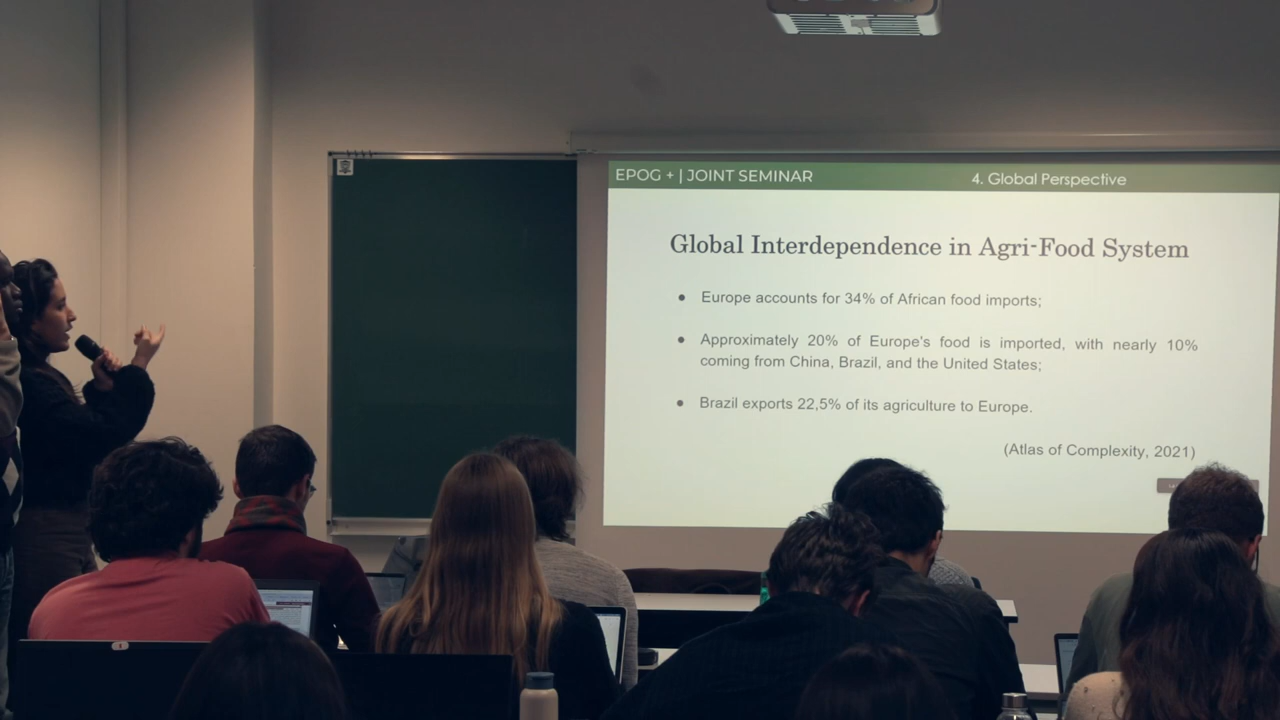 EPOG + | JOINT SEMINAR
4. Global Perspective
Global Interdependence in Agri-Food System
● Europe accounts for 34% of African food imports;
● Approximately 20% of Europe's food is imported, with nearly 10%
coming from China, Brazil, and the United States;
● Brazil exports 22,5% of its agriculture to Europe.
(Atlas of Complexity, 2021)